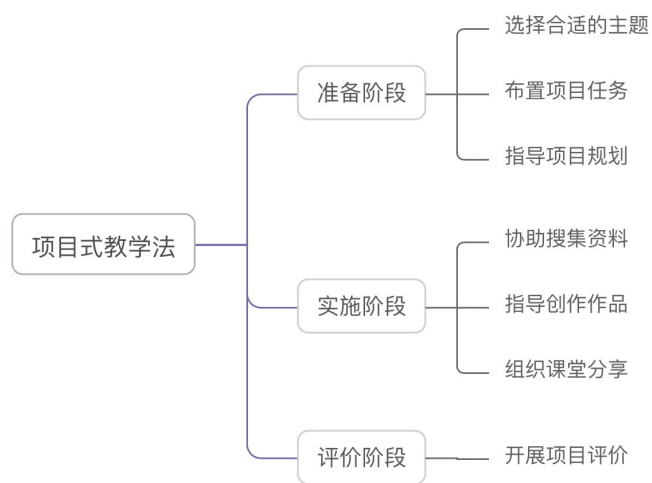 项目式教学法
准备阶段
选择合适的主题
布置项目任务
指导项目规划
实施阶段
协助搜集资料
指导创作作品
组织课堂分享
评价阶段
开展项目评价